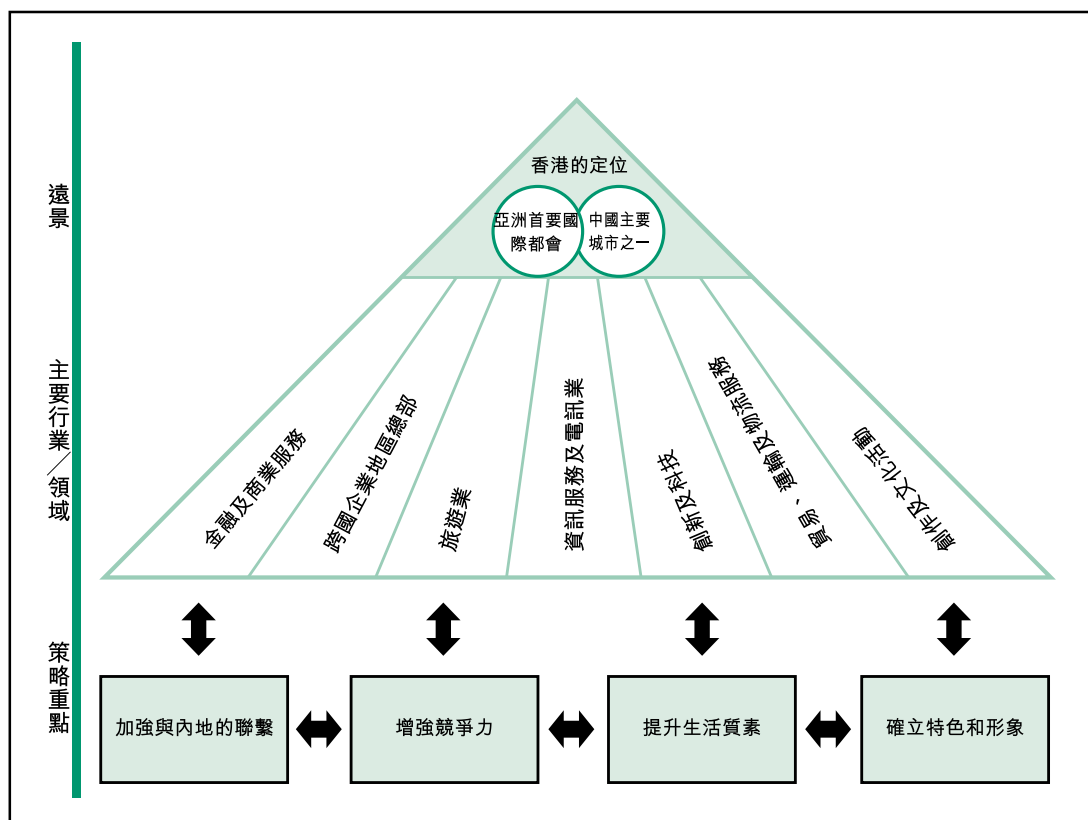 遠景
香港的定位
亞洲首要國
際都會
中國主要
城市之一
主要行業／領域
金融及商業服務
跨國企業地區總部
旅遊業
資訊服務及電訊業
創新及科技
貿易、運輸及物流服務
創作及文化活動
策略重點
加強與內地的聯繫
增強競爭力
提升生活質素
確立特色和形象